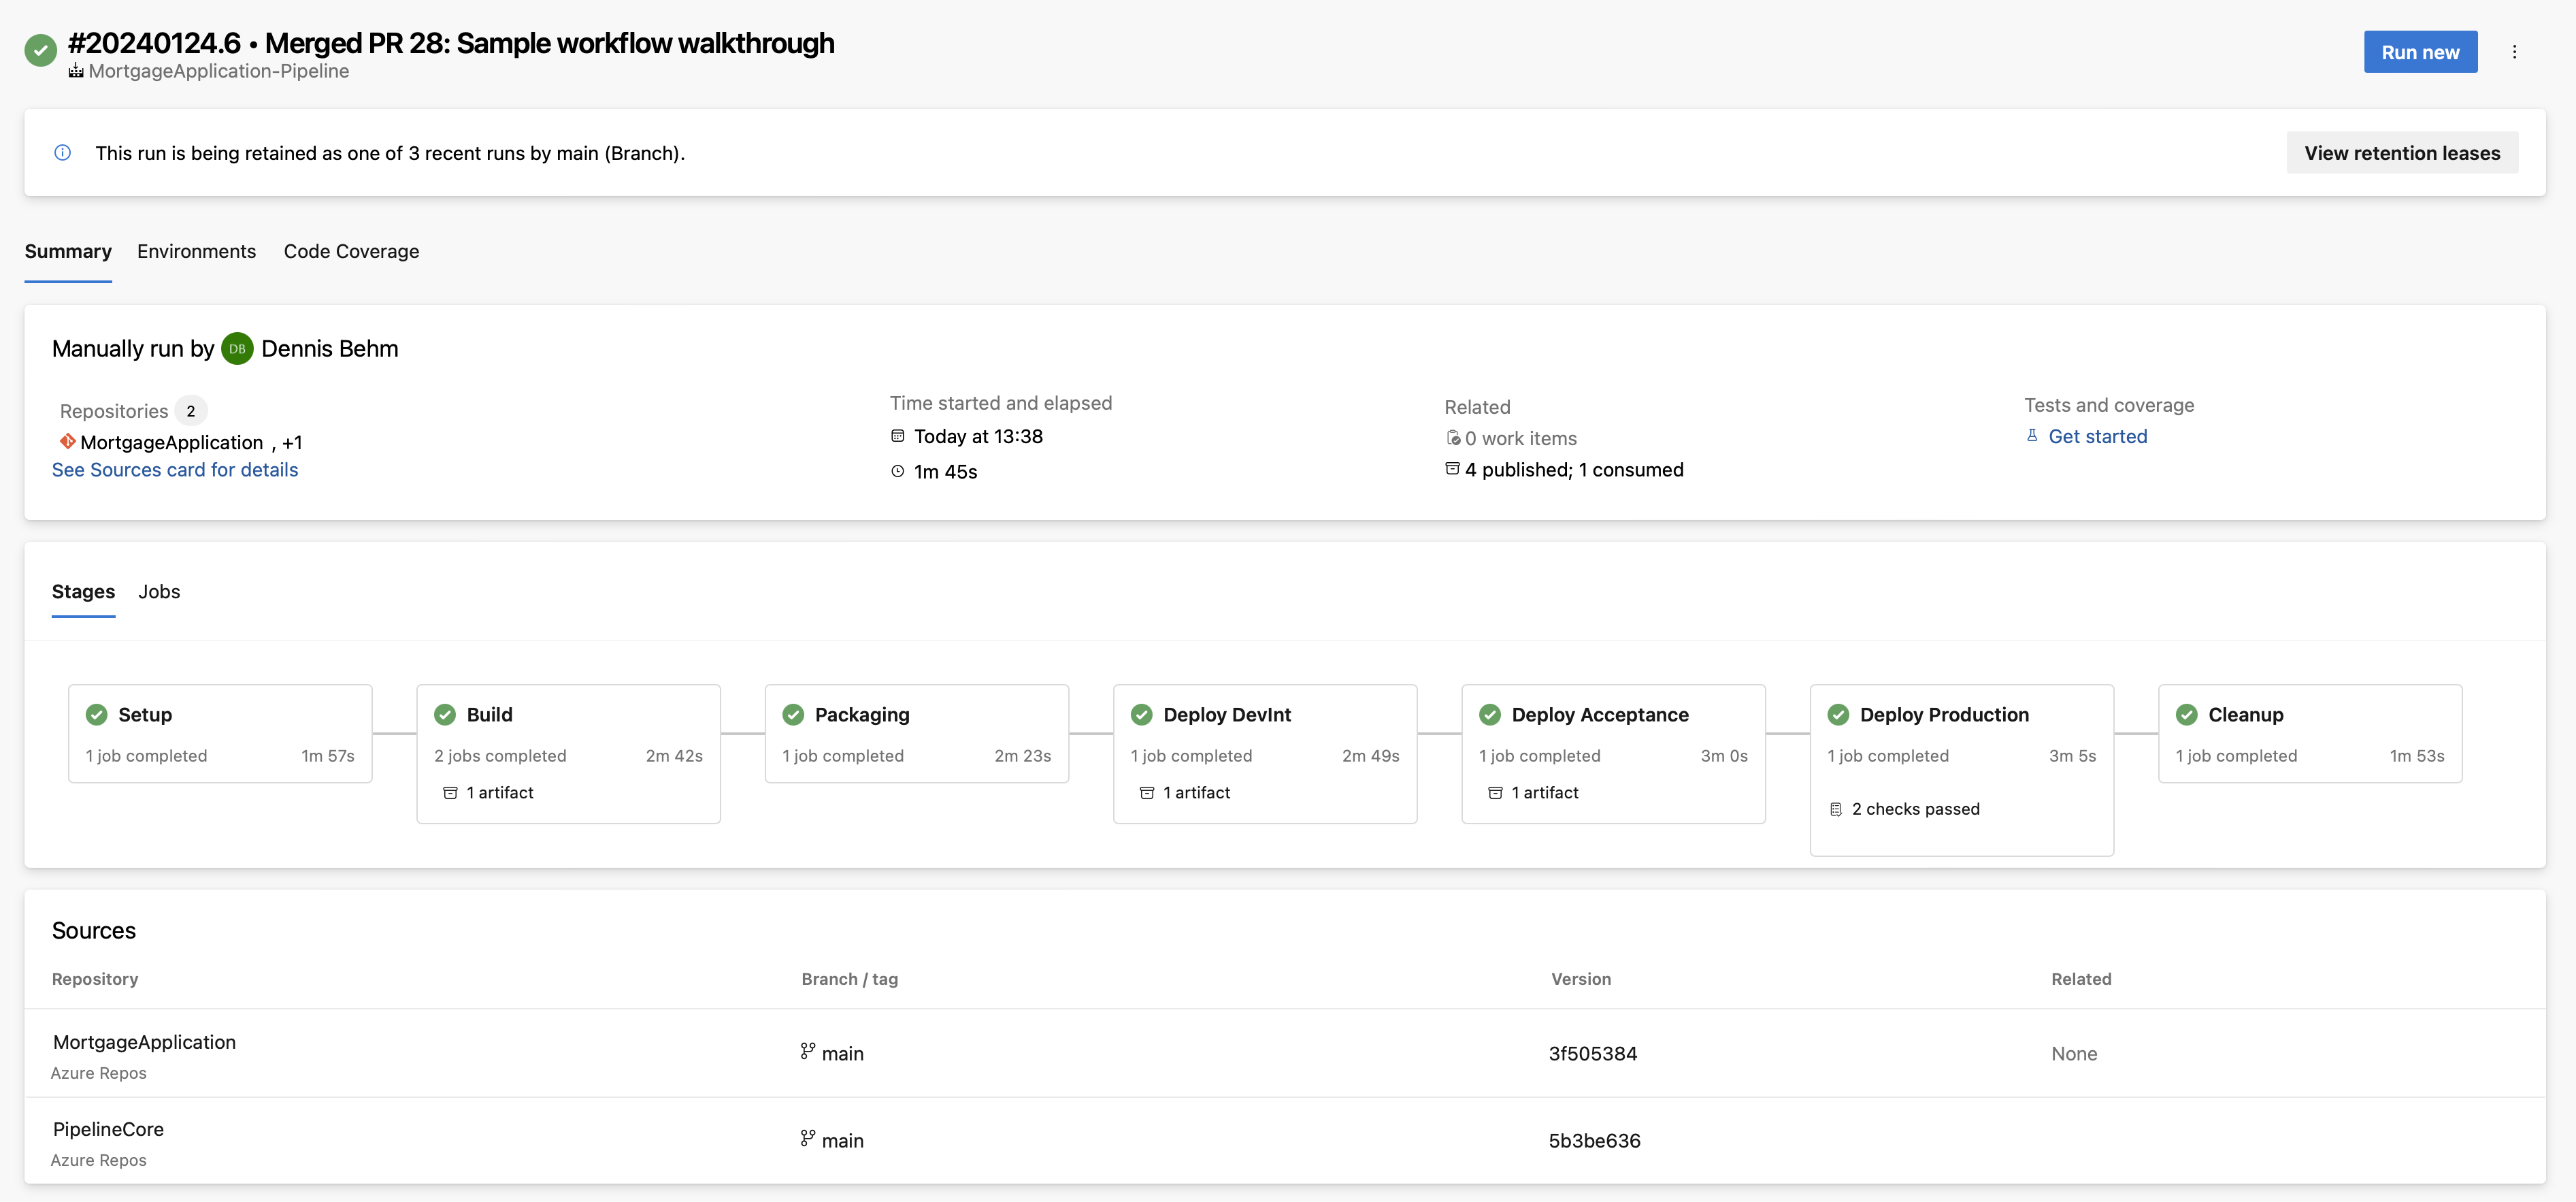 #20240124.6 • Merged PR 28: Sample workflow walkthrough
MortgageApplication-Pipeline
Run new
This run is being retained as one of 3 recent runs by main (Branch).
View retention leases
Summary Environments Code Coverage
Manually run by DB Dennis Behm
Repositories 2
MortgageApplication , +1
See Sources card for details
Time started and elapsed
Today at 13:38
1m 45s
Related
0 work items
4 published; 1 consumed
Tests and coverage
Get started
Stages Jobs
Setup
1 job completed 1m 57s
Build
2 jobs completed 2m 42s
1 artifact
Packaging
1 job completed 2m 23s
Deploy DevInt
1 job completed 2m 49s
1 artifact
Deploy Acceptance
1 job completed 3m 0s
1 artifact
Deploy Production
1 job completed 3m 5s
2 checks passed
Cleanup
1 job completed 1m 53s
Sources
Repository Branch / tag Version Related
MortgageApplication
Azure Repos
main 3f505384 None
PipelineCore
Azure Repos
main 5b3be636